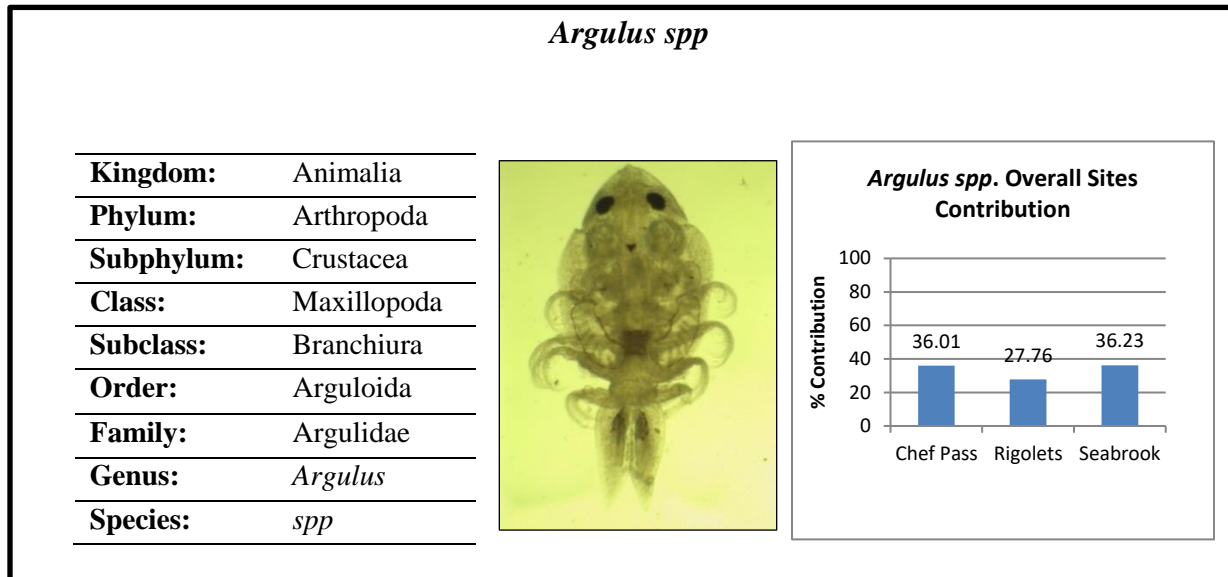 Argulus spp
Kingdom: Animalia
Phylum: Arthropoda
Subphylum: Crustacea
Class: Maxillopoda
Subclass: Branchiura
Order: Arguloida
Family: Argulidae
Genus: Argulus
Species: spp
Argulus spp. Overall Sites
Contribution
% Contribution
100
80
60
40
20
0
36.01
27.76
36.23
Chef Pass Rigolets Seabrook